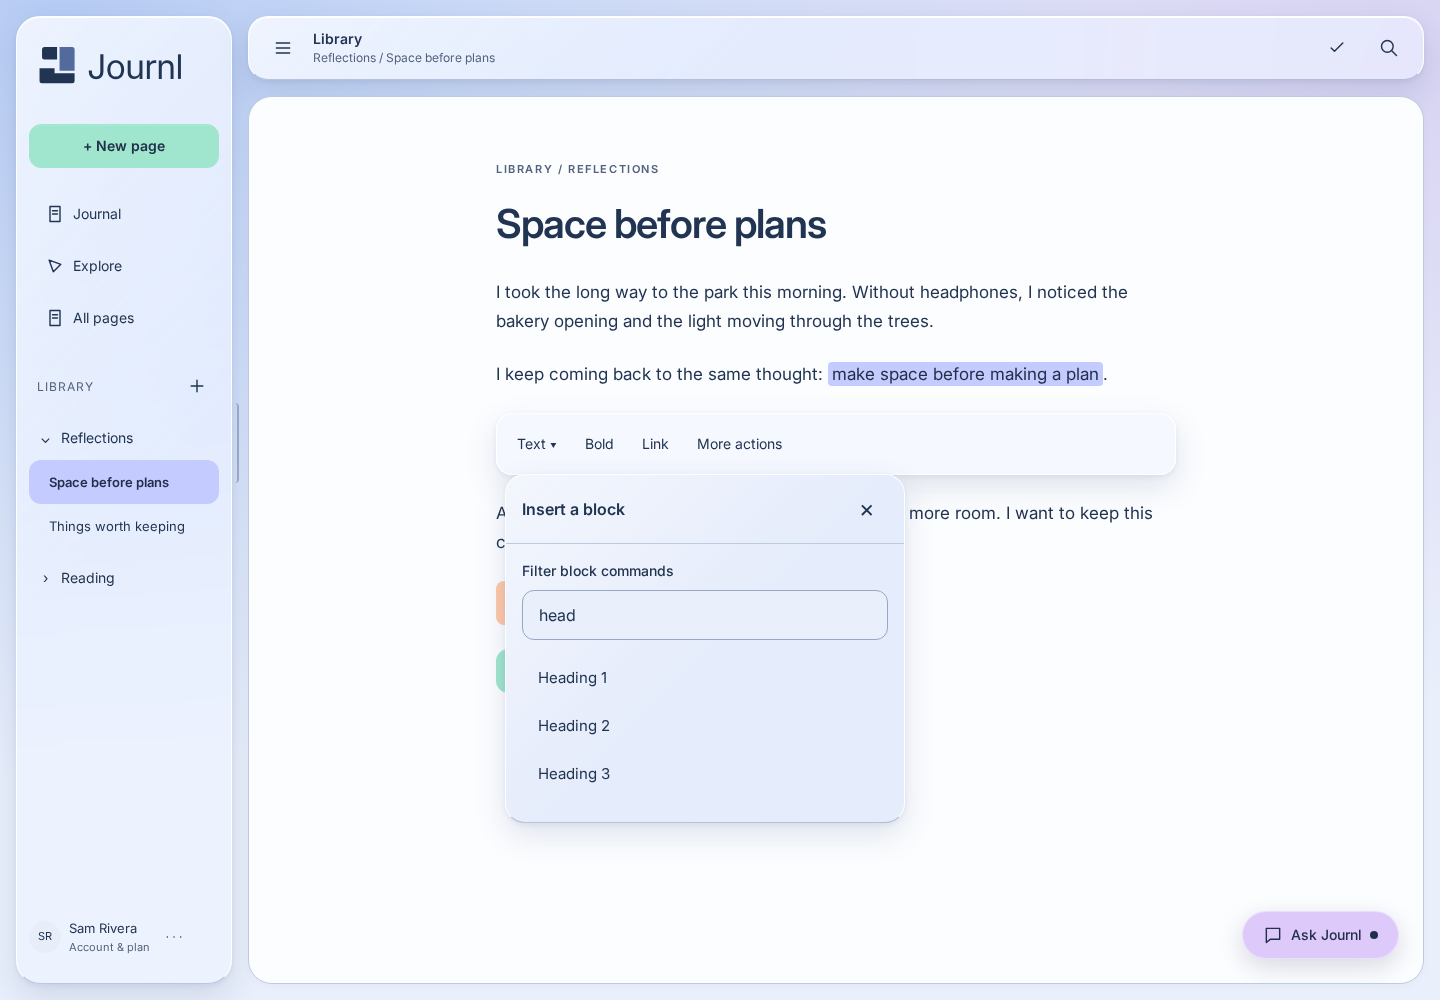 Journl
+ New page
Journal
Explore
All pages
LIBRARY
Reflections
Space before plans
Things worth keeping
Reading
SR
Sam Rivera
Account & plan
...
Library
Reflections / Space before plans
LIBRARY / REFLECTIONS
Space before plans
I took the long way to the park this morning. Without headphones, I noticed the
bakery opening and the light moving through the trees.
I keep coming back to the same thought: make space before making a plan.
Text ▾
Bold
Link
More actions
more room. I want to keep this
Insert a block
Filter block commands
head
Heading 1
Heading 2
Heading 3
Ask Journl